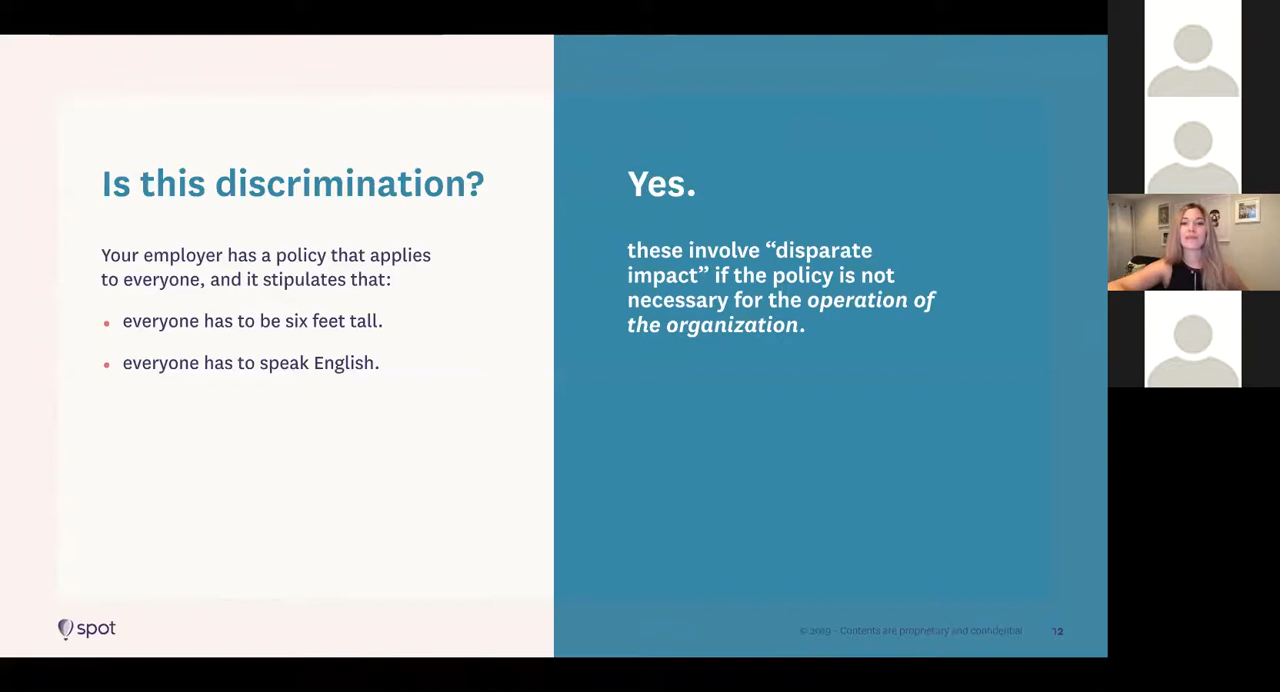 Is this discrimination?
Your employer has a policy that applies
to everyone, and it stipulates that:
• everyone has to be six feet tall.
• everyone has to speak English.
Yes.
these involve “disparate
impact” if the policy is not
necessary for the operation of
the organization.
spot
© 2019 - Contents are proprietary and confidential
12